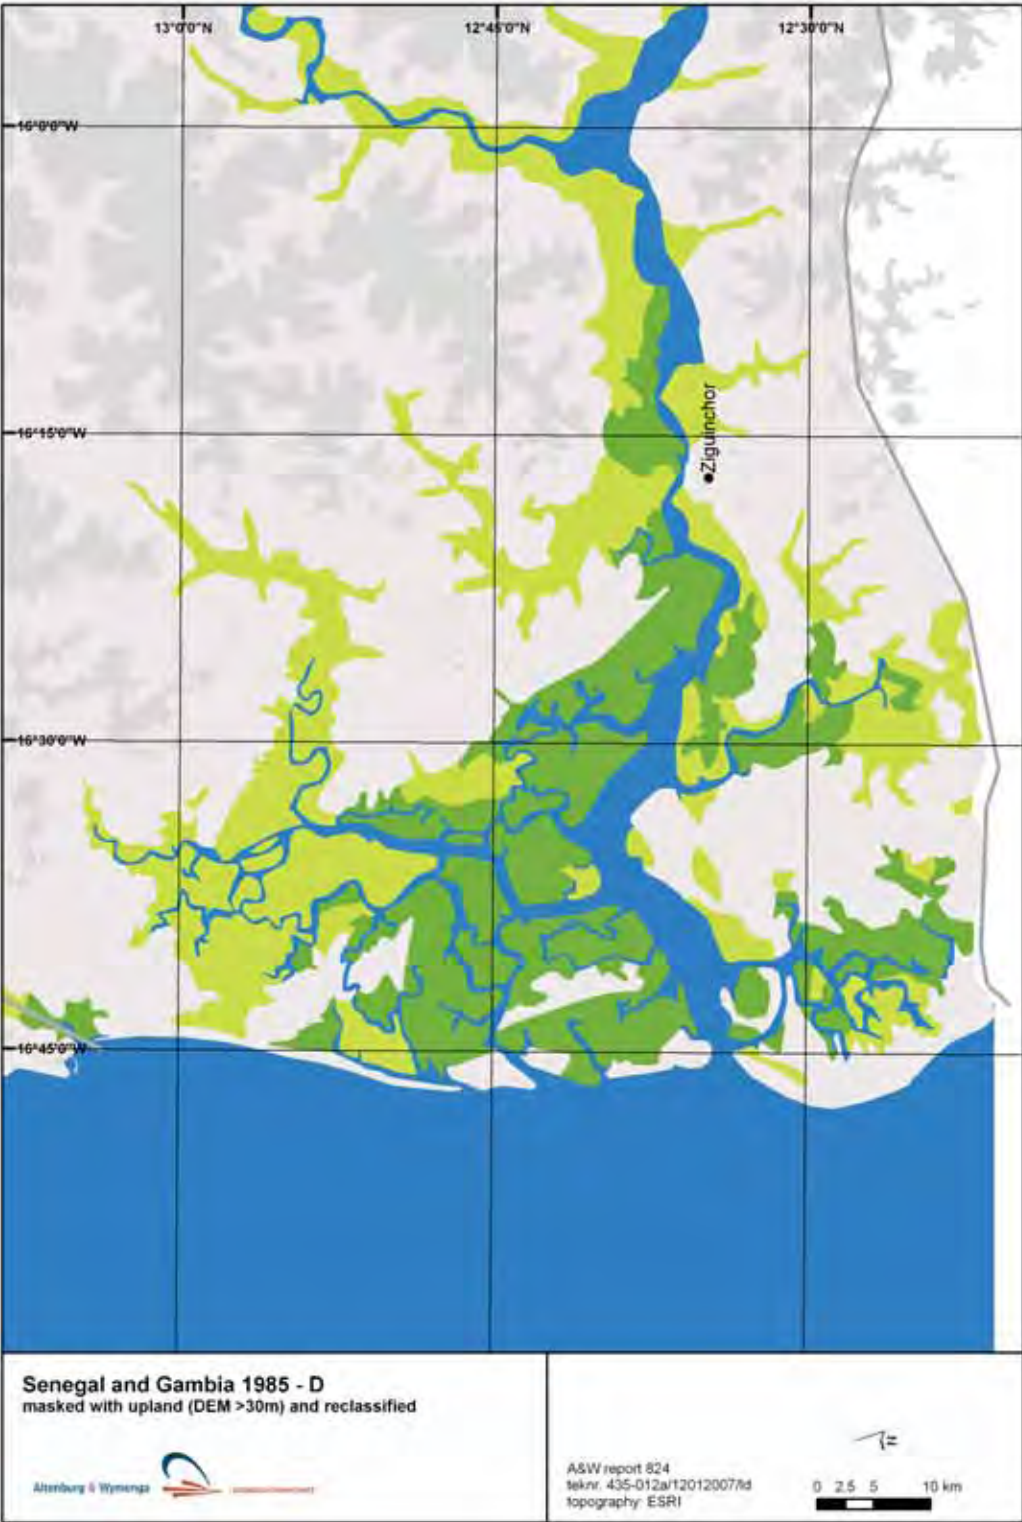 13°0'0"N
12°45'0"N
12°30'0"N
16°0'0"W
16°15'0"W
Ziguinchor
16°30'0"W
16°45'0"W
Senegal and Gambia 1985 - D
masked with upland (DEM >30m) and reclassified
Altenburg & Wymenga
A&W report 824
teknr. 435-012a/12012007/ld
topography: ESRI
0 2.5 5 10 km